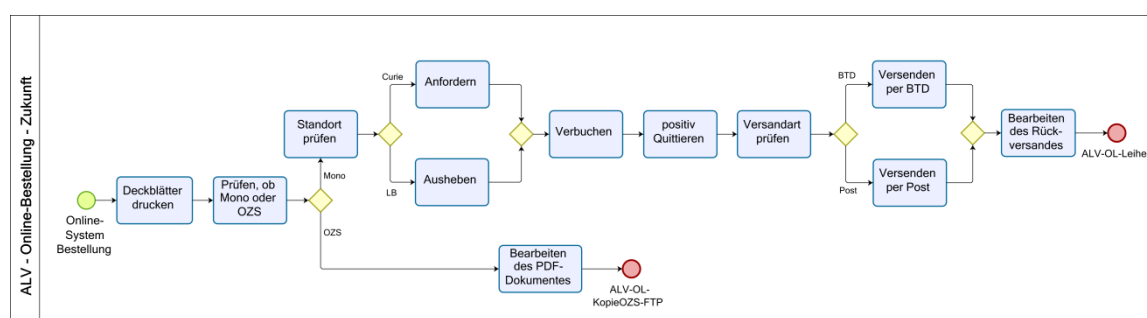 ALV - Online-Bestellung - Zukunft
Online-
System
Bestellung
Deckblätter
drucken
Prüfen, ob
Mono oder
OZS
Mono
OZS
Standort
prüfen
Curie
LB
Anfordern
Ausheben
Verbuchen
positiv
Quittieren
Versandart
prüfen
BTD
Post
Versenden
per BTD
Versenden
per Post
Bearbeiten
des Rück-
versandes
ALV-OL-Leihe
Bearbeiten
des PDF-
Dokumentes
ALV-OL-
KopieOZS-FTP